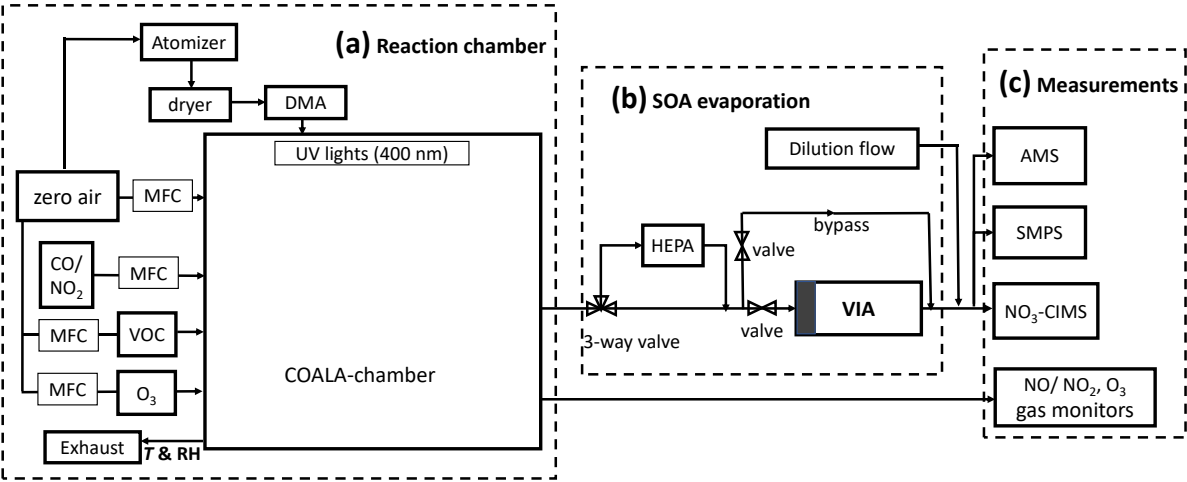 (a) Reaction chamber
Atomizer
dryer
DMA
UV lights (400 nm)
zero air
MFC
CO/
NO2
MFC
MFC
VOC
MFC
O3
Exhaust
T & RH
COALA-chamber
(b) SOA evaporation
Dilution flow
HEPA
bypass
valve
VIA
valve
3-way valve
(c) Measurements
AMS
SMPS
NO3-CIMS
NO/ NO2, O3
gas monitors